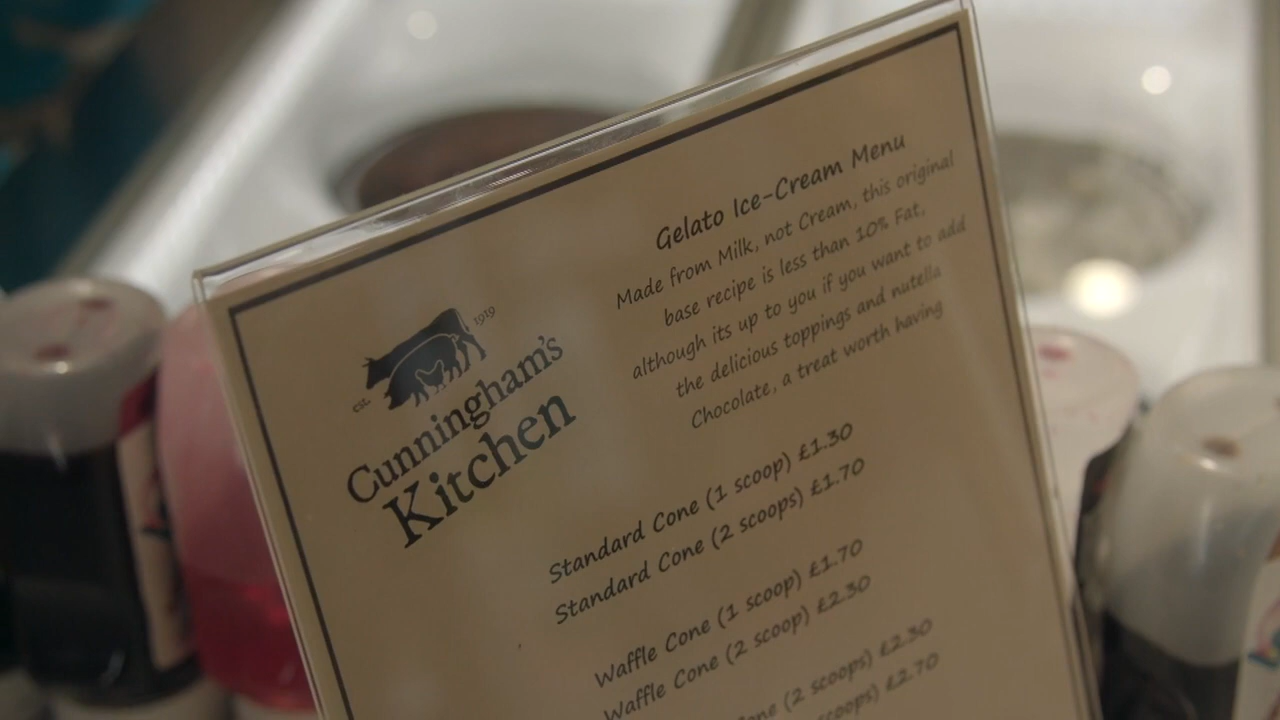 est. 1919
Cunningham's
Kitchen
Gelato Ice-Cream Menu
Made from Milk, not Cream, this original
base recipe is less than 10% Fat,
although its up to you if you want to add
the delicious toppings and nutella
Chocolate, a treat worth having
Standard Cone (1 scoop) £1.30
Standard Cone (2 scoops) £1.70
Waffle Cone (1 scoop) £1.70
Waffle Cone (2 scoop) £2.30
(2 scoops) £2.30
£2.70